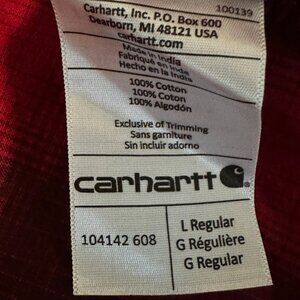 Carhartt, Inc. P.O. Box 600 100139
Dearborn, MI 48121 USA
carhartt.com
Made in India
Fabriqué en Inde
Hecho en la India
100% Cotton
100% Coton
100% Algodón
Exclusive of Trimming
Sans garniture
Sin incluir adorno
carhartt
104142 608
L Regular
G Régulière
G Regular